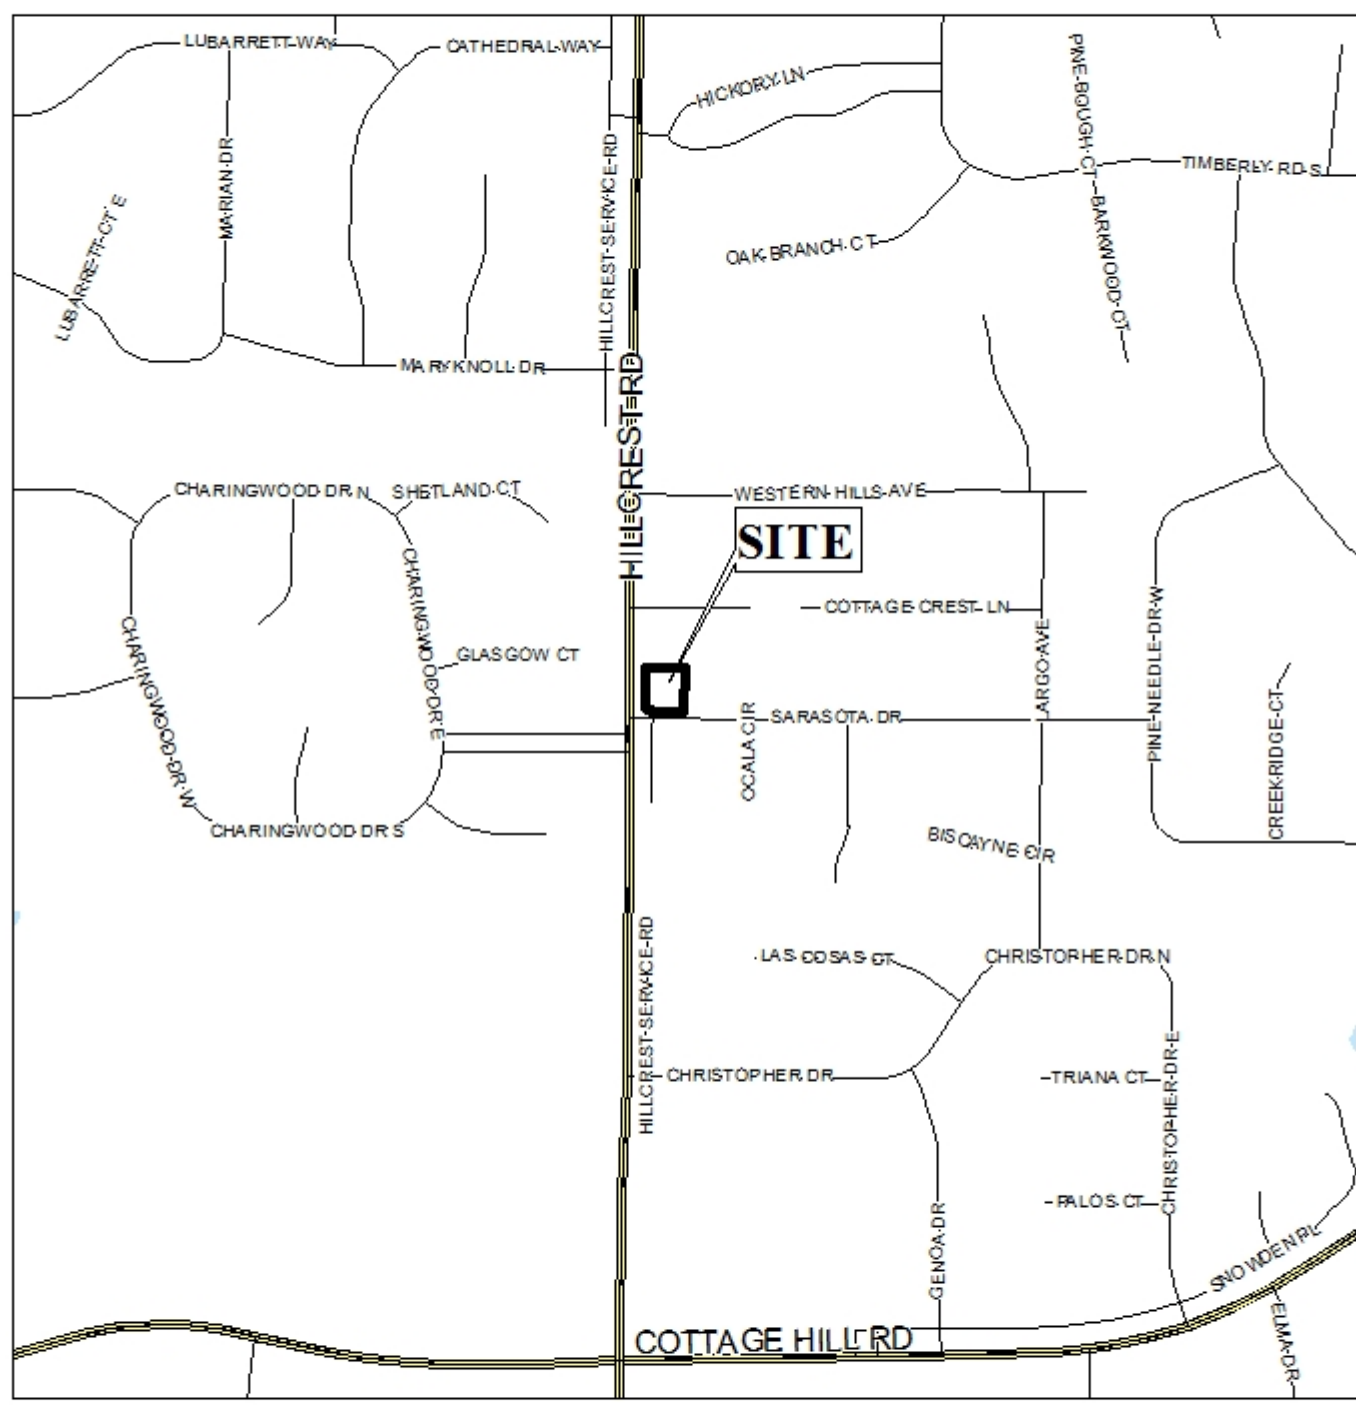 LUBARRETT WAY
CATHEDRAL WAY
HICKORY LN
PINE BOUGH CT
TIMBERLY RD S
MARIAN DR
HILLCREST SERVICE RD
LUBARRETT CT E
OAK BRANCH CT
BARKWOOD CT
MARYKNOLL DR
HILLCREST RD
CHARINGWOOD DR N
SHETLAND CT
WESTERN HILLS AVE
SITE
CHARINGWOOD DR E
COTTAGE CREST LN
CHARINGWOOD DR W
GLASGOW CT
LARGO AVE
PINE NEEDLE DR W
SARASOTA DR
OCALA CIR
CREEKRIDGE CT
CHARINGWOOD DR S
BISCAYNE CIR
HILLCREST SERVICE RD
LAS COSAS CT
CHRISTOPHER DR N
CHRISTOPHER DR
TRIANA CT
CHRISTOPHER DR E
PALOS CT
GENOA DR
SNOWDEN PL
COTTAGE HILL RD
ELMA DR